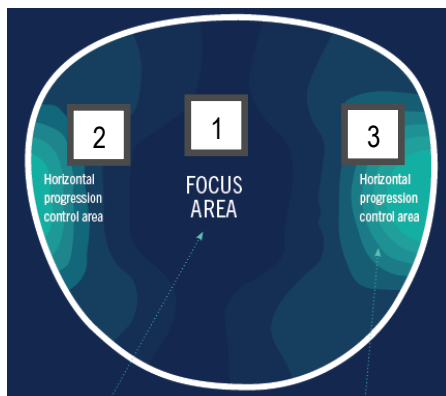 1
2
3
FOCUS
AREA
Horizontal
progression
control area
Horizontal
progression
control area